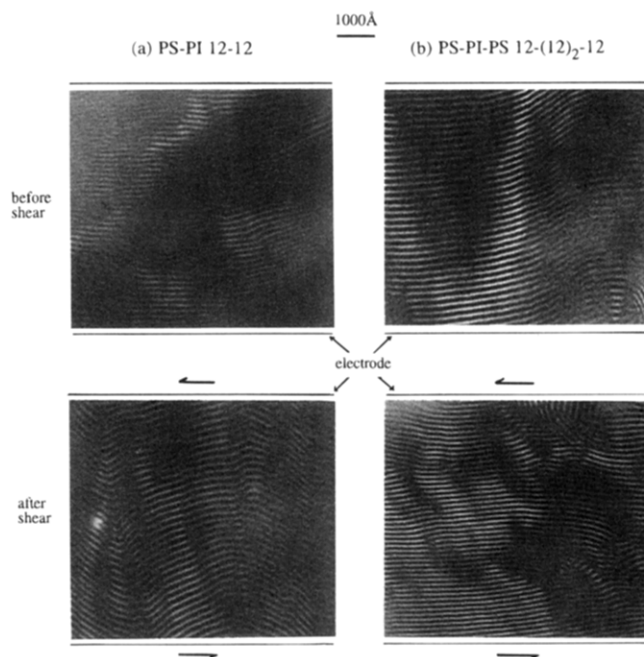 1000Å
(a) PS-PI 12-12
(b) PS-PI-PS 12-(12)₂-12
before
shear
electrode
after
shear